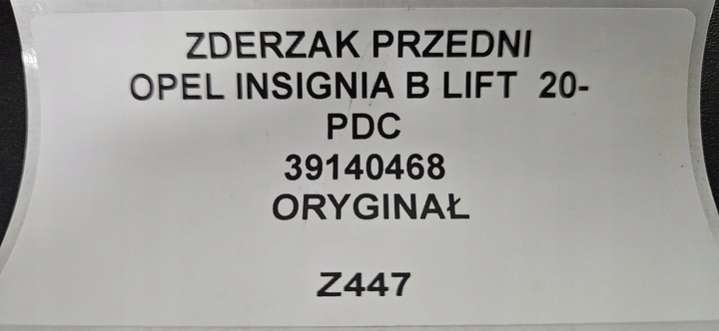 ZDERZAK PRZEDNI
OPEL INSIGNIA B LIFT 20-
PDC
39140468
ORYGINAŁ
Z447